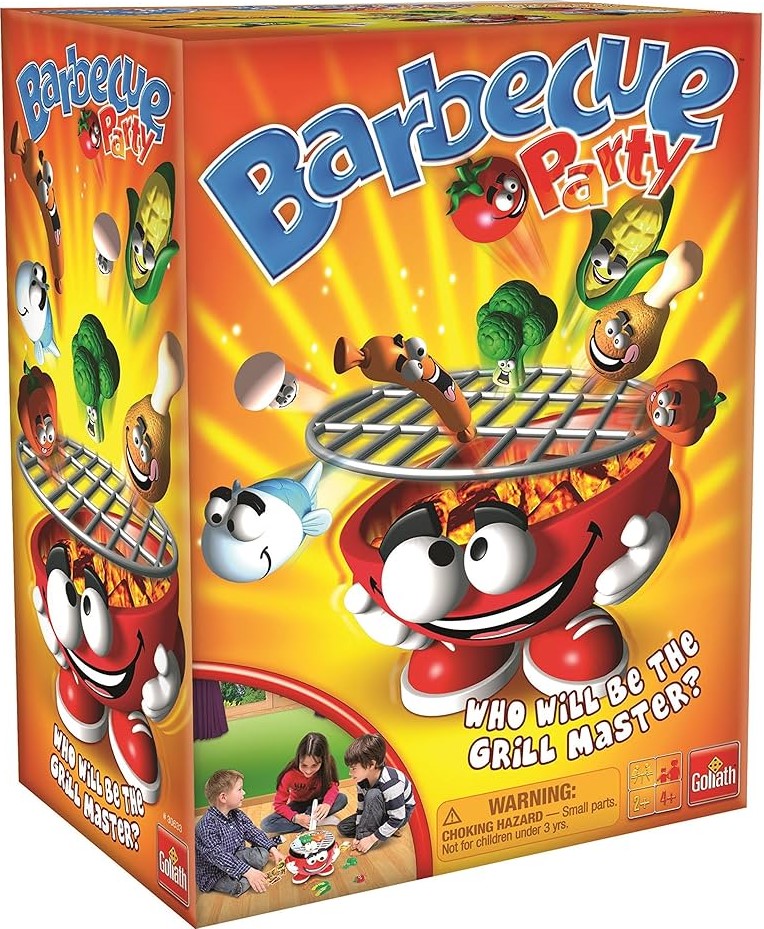 Barbecue
Party
WHO WiLL BE THE
GRiLL MASTER?
# 30633
Goliath
Barbecue
Party
WHO WiLL BE THE
GRiLL MASTER?
WARNING:
CHOKING HAZARD — Small parts.
Not for children under 3 yrs.
2+
4+
Goliath